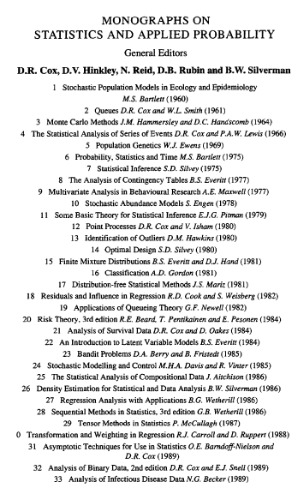 MONOGRAPHS ON
STATISTICS AND APPLIED PROBABILITY
General Editors
D.R. Cox, D.V. Hinkley, N. Reid, D.B. Rubin and B.W. Silverman
1 Stochastic Population Models in Ecology and Epidemiology
M.S. Bartlett (1960)
2 Queues D.R. Cox and W.L. Smith (1961)
3 Monte Carlo Methods J.M. Hammersley and D.C. Handscomb (1964)
4 The Statistical Analysis of Series of Events D.R. Cox and P.A.W. Lewis (1966)
5 Population Genetics W.J. Ewens (1969)
6 Probability, Statistics and Time M.S. Bartlett (1975)
7 Statistical Inference S.D. Silvey (1975)
8 The Analysis of Contingency Tables B.S. Everitt (1977)
9 Multivariate Analysis in Behavioural Research A.E. Maxwell (1977)
10 Stochastic Abundance Models S. Engen (1978)
11 Some Basic Theory for Statistical Inference E.J.G. Pitman (1979)
12 Point Processes D.R. Cox and V. Isham (1980)
13 Identification of Outliers D.M. Hawkins (1980)
14 Optimal Design S.D. Silvey (1980)
15 Finite Mixture Distributions B.S. Everitt and D.J. Hand (1981)
16 Classification A.D. Gordon (1981)
17 Distribution-free Statistical Methods J.S. Maritz (1981)
18 Residuals and Influence in Regression R.D. Cook and S. Weisberg (1982)
19 Applications of Queueing Theory G.F. Newell (1982)
20 Risk Theory, 3rd edition R.E. Beard, T. Pentikainen and E. Pesonen (1984)
21 Analysis of Survival Data D.R. Cox and D. Oakes (1984)
22 An Introduction to Latent Variable Models B.S. Everitt (1984)
23 Bandit Problems D.A. Berry and B. Fristedt (1985)
24 Stochastic Modelling and Control M.H.A. Davis and R. Vinter (1985)
25 The Statistical Analysis of Compositional Data J. Aitchison (1986)
26 Density Estimation for Statistical and Data Analysis B.W. Silverman (1986)
27 Regression Analysis with Applications B.G. Wetherill (1986)
28 Sequential Methods in Statistics, 3rd edition G.B. Wetherill (1986)
29 Tensor Methods in Statistics P. McCullagh (1987)
0 Transformation and Weighting in Regression R.J. Carroll and D. Ruppert (1988)
31 Asymptotic Techniques for Use in Statistics O.E. Barndoff-Nielson and
D.R. Cox (1989)
32 Analysis of Binary Data, 2nd edition D.R. Cox and E.J. Snell (1989)
33 Analysis of Infectious Disease Data N.G. Becker (1989)